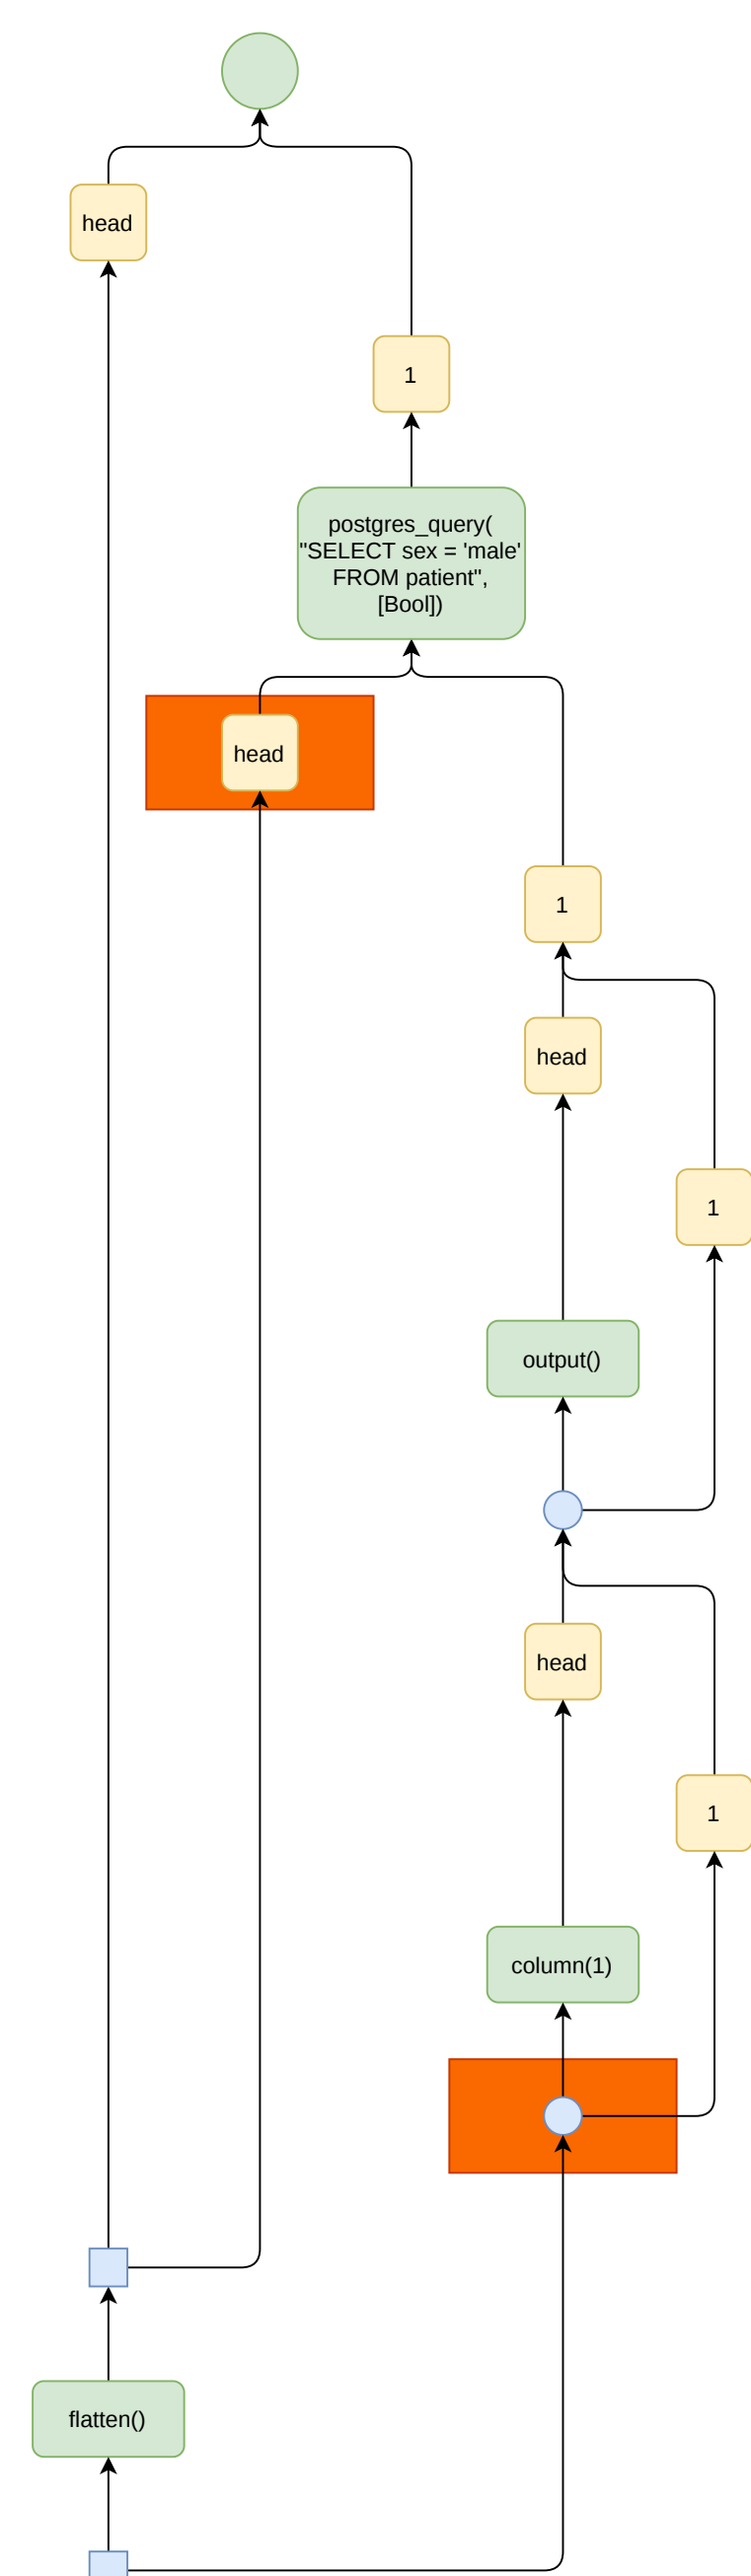 head
1
postgres_query(
"SELECT sex = 'male'
FROM patient",
[Bool])
head
1
head
1
output()
head
1
column(1)
flatten()